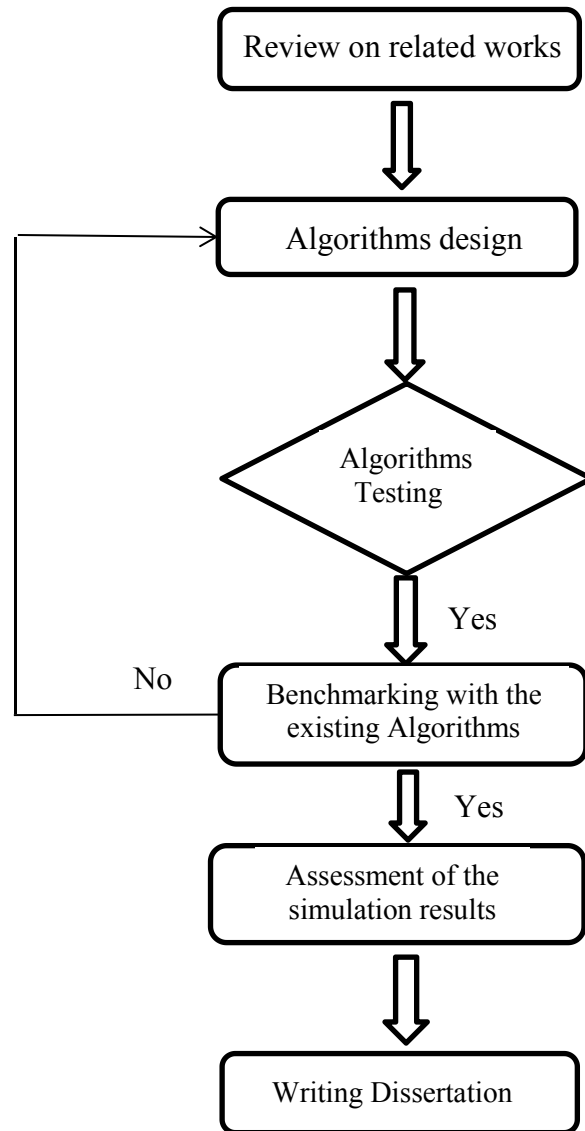 Review on related works
Algorithms design
Algorithms
Testing
Yes
No
Benchmarking with the
existing Algorithms
Yes
Assessment of the
simulation results
Writing Dissertation